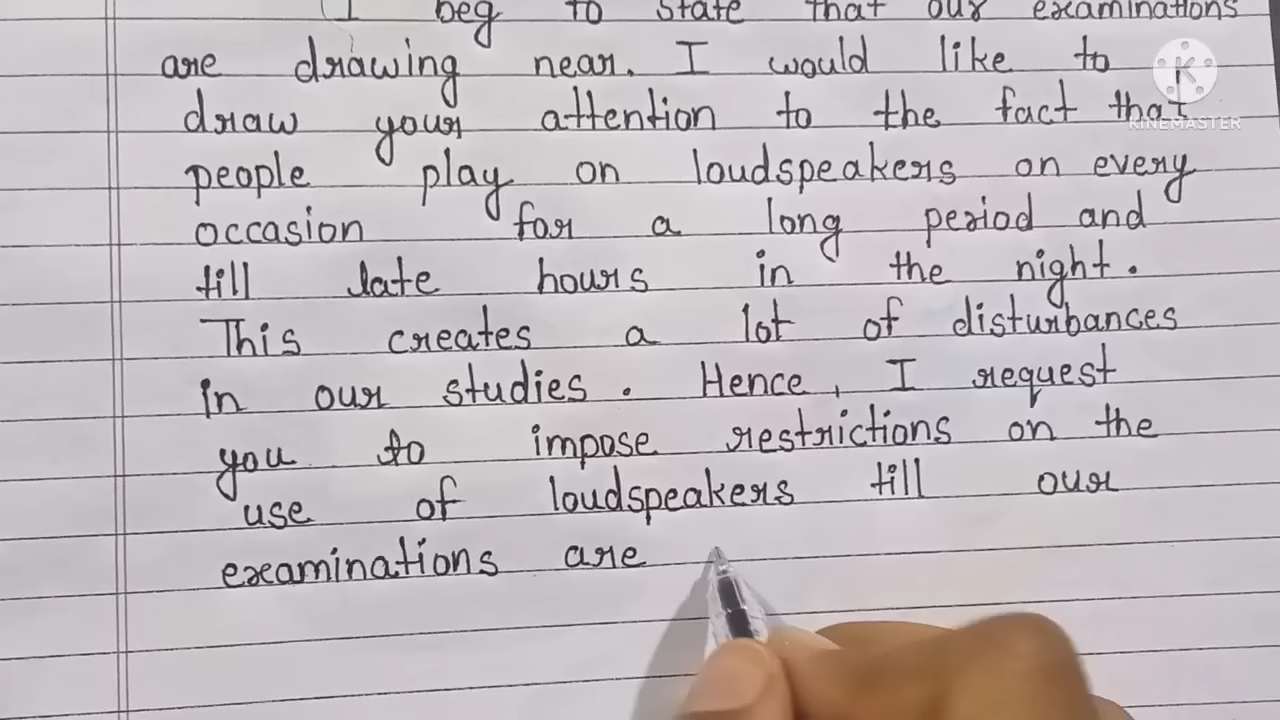 I beg to state that our examinations
are drawing near. I would like to
draw your attention to the fact that
people play on loudspeakers on every
occasion for a long period and
till late hours in the night.
This creates a lot of disturbances
in our studies. Hence, I request
you to impose restrictions on the
use of loudspeakers till our
examinations are
K
KINEMASTER